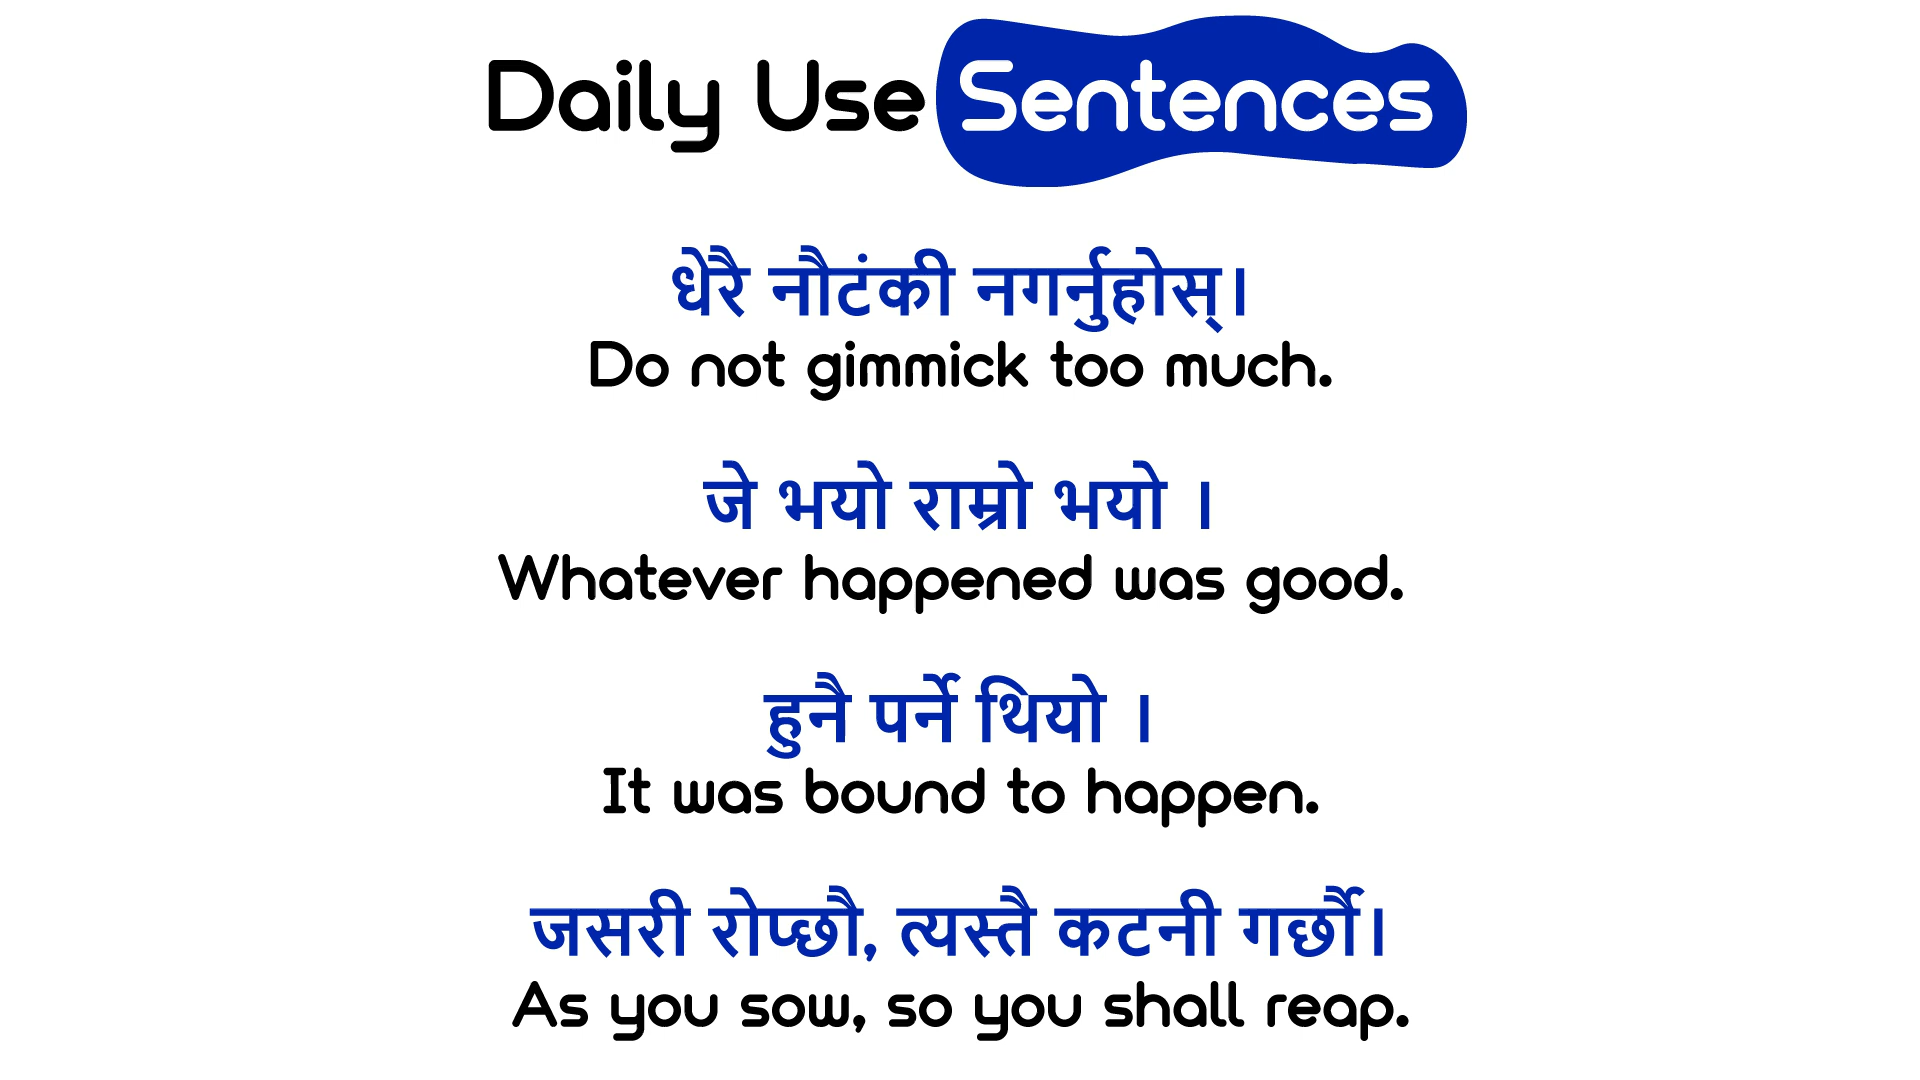 Daily Use Sentences
धेरै नौटंकी नगर्नुहोस्।
Do not gimmick too much.
जे भयो राम्रो भयो ।
Whatever happened was good.
हुनै पर्ने थियो ।
It was bound to happen.
जसरी रोप्छौ, त्यस्तै कटनी गर्छौ।
As you sow, so you shall reap.